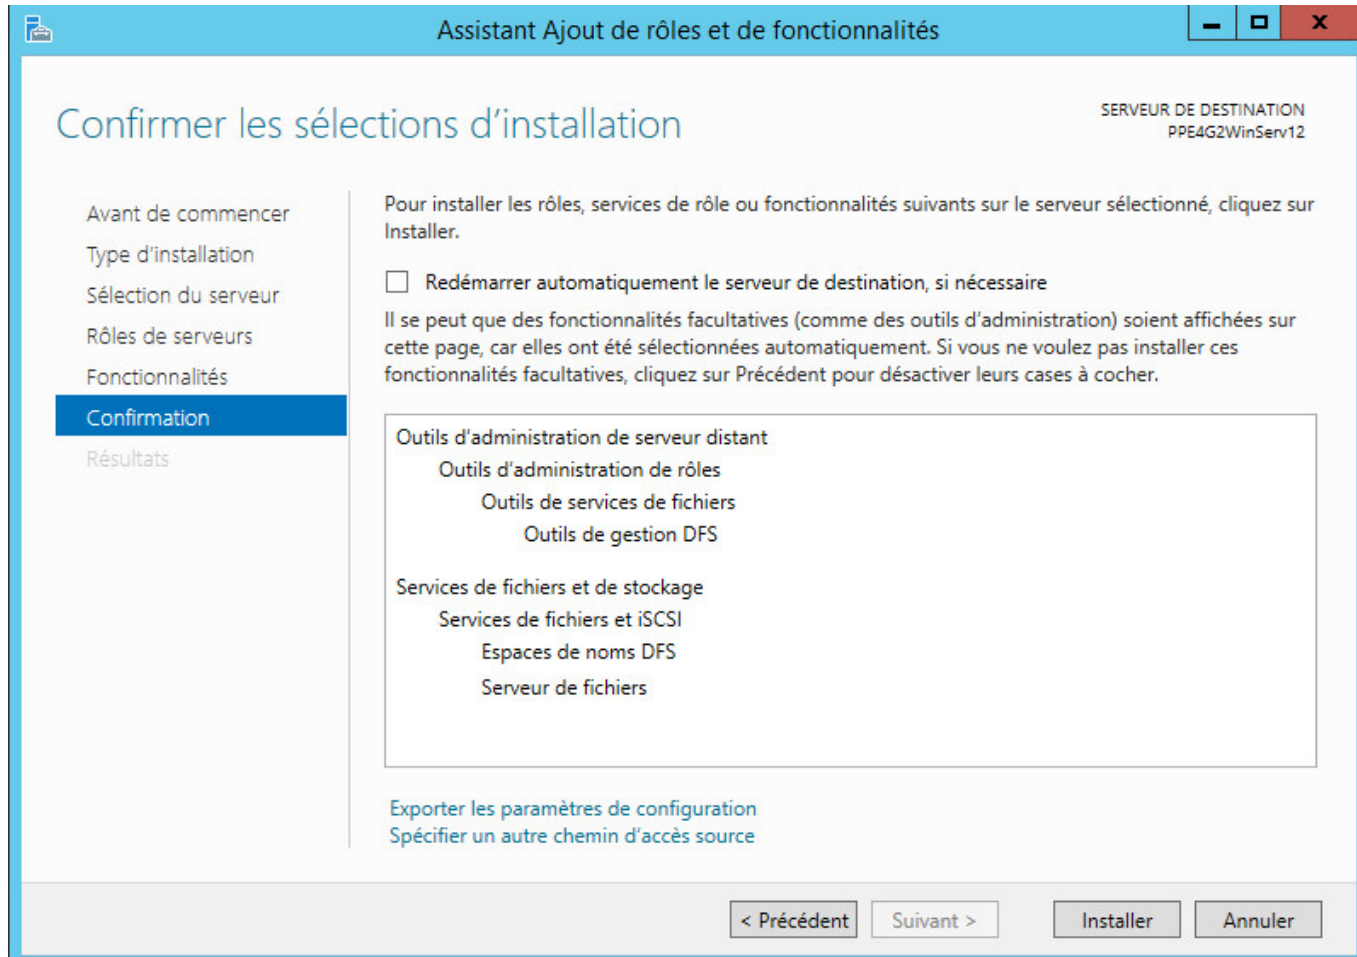 Assistant Ajout de rôles et de fonctionnalités
Confirmer les sélections d'installation
SERVEUR DE DESTINATION
PPE4G2WinServ12
Avant de commencer
Type d'installation
Sélection du serveur
Rôles de serveurs
Fonctionnalités
Confirmation
Résultats
Pour installer les rôles, services de rôle ou fonctionnalités suivants sur le serveur sélectionné, cliquez sur
Installer.
Redémarrer automatiquement le serveur de destination, si nécessaire
Il se peut que des fonctionnalités facultatives (comme des outils d'administration) soient affichées sur
cette page, car elles ont été sélectionnées automatiquement. Si vous ne voulez pas installer ces
fonctionnalités facultatives, cliquez sur Précédent pour désactiver leurs cases à cocher.
Outils d'administration de serveur distant
Outils d'administration de rôles
Outils de services de fichiers
Outils de gestion DFS
Services de fichiers et de stockage
Services de fichiers et iSCSI
Espaces de noms DFS
Serveur de fichiers
Exporter les paramètres de configuration
Spécifier un autre chemin d'accès source
< Précédent
Suivant >
Installer
Annuler